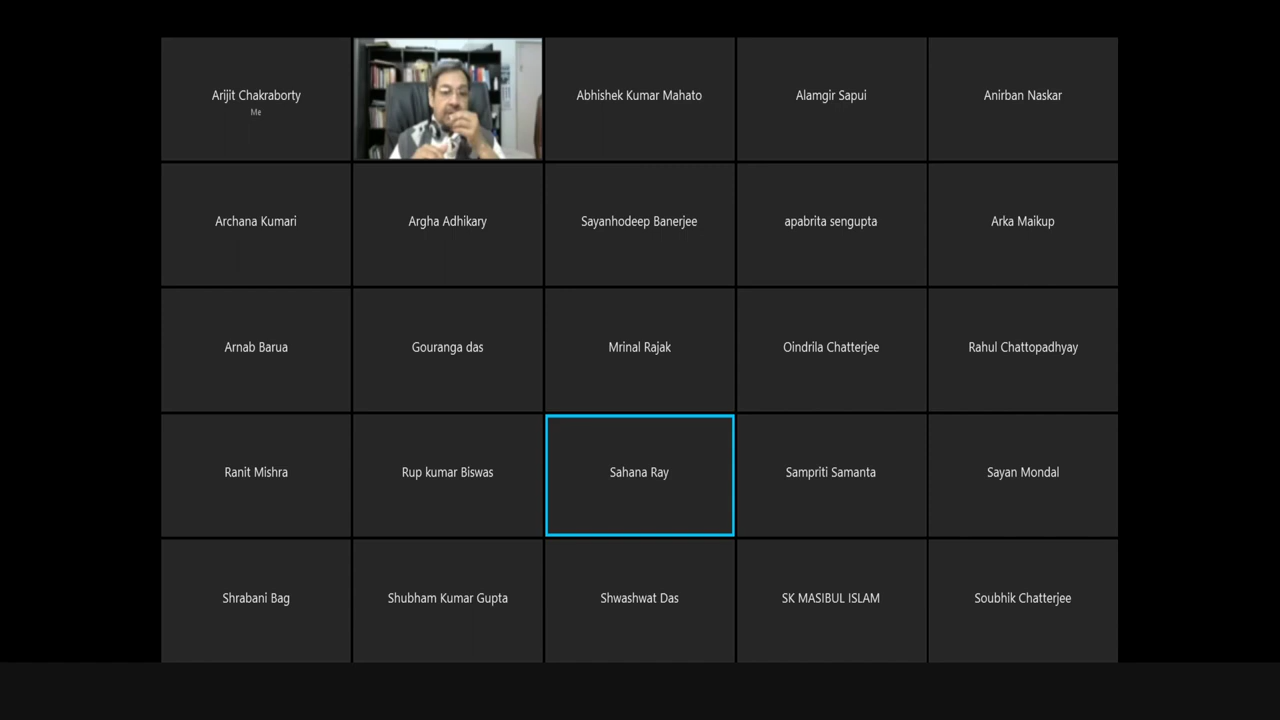 Arijit Chakraborty
Me
Abhishek Kumar Mahato
Alamgir Sapui
Anirban Naskar
Archana Kumari
Argha Adhikary
Sayanhodeep Banerjee
apabrita sengupta
Arka Maikup
Arnab Barua
Gouranga das
Mrinal Rajak
Oindrila Chatterjee
Rahul Chattopadhyay
Ranit Mishra
Rup kumar Biswas
Sahana Ray
Sampriti Samanta
Sayan Mondal
Shrabani Bag
Shubham Kumar Gupta
Shwashwat Das
SK MASIBUL ISLAM
Soubhik Chatterjee